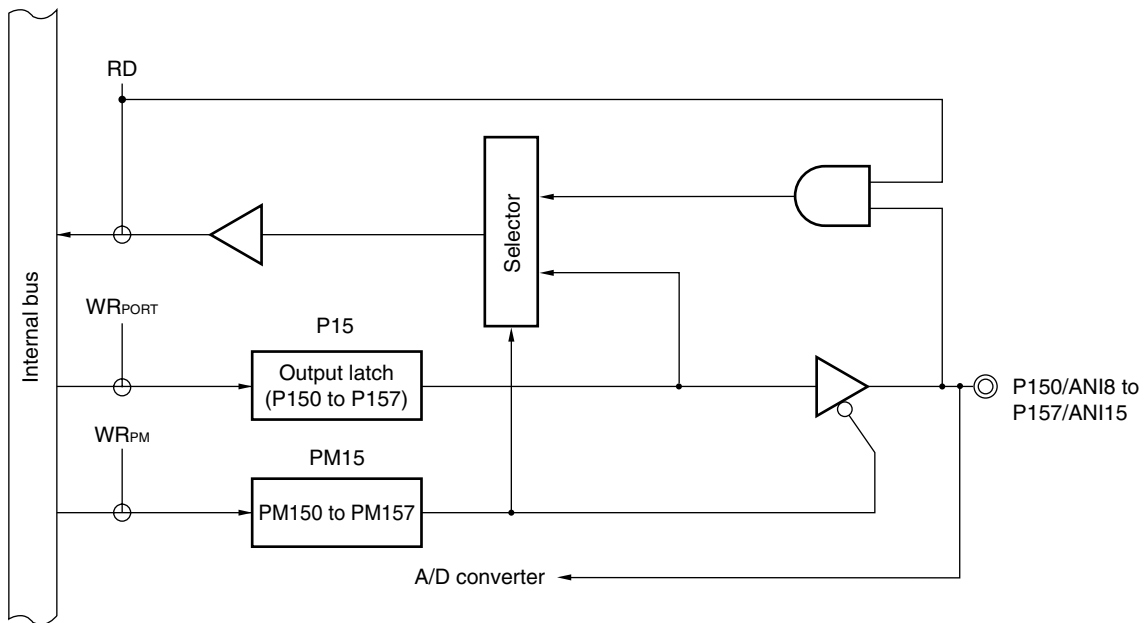 RD
Selector
Internal bus
WRPORT
P15
Output latch
(P150 to P157)
P150/ANI8 to
P157/ANI15
WRPM
PM15
PM150 to PM157
A/D converter